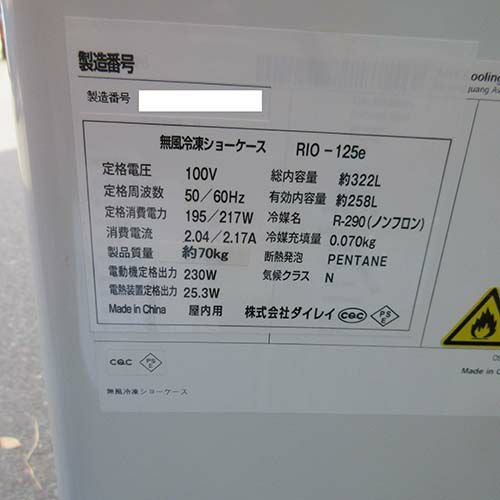 製造番号
製造番号
無風冷凍ショーケース RIO-125e
定格電圧 100V 総内容量 約322L
定格周波数 50/60Hz 有効内容量 約258L
定格消費電力 195/217W 冷媒名 R-290(ノンフロン)
消費電流 2.04/2.17A 冷媒充填量 0.070kg
製品質量 約70kg 断熱発泡 PENTANE
電動機定格出力 230W 気候クラス N
電熱装置定格出力 25.3W
Made in China 屋内用 株式会社ダイレイ CQC PSE
CQC PSE
無風冷凍ショーケース
ooline
juang Av
Made in C